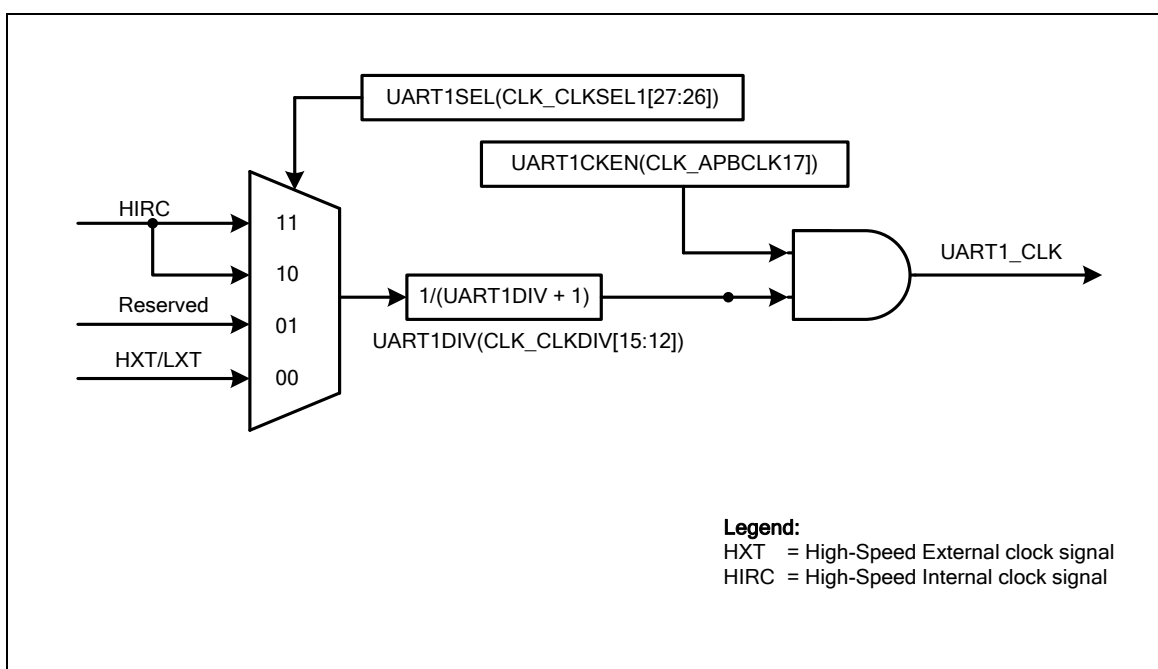 UART1SEL(CLK_CLKSEL1[27:26])
UART1CKEN(CLK_APBCLK17])
HIRC
11
10
Reserved
01
HXT/LXT
00
1/(UART1DIV + 1)
UART1DIV(CLK_CLKDIV[15:12])
UART1_CLK
Legend:
HXT = High-Speed External clock signal
HIRC = High-Speed Internal clock signal